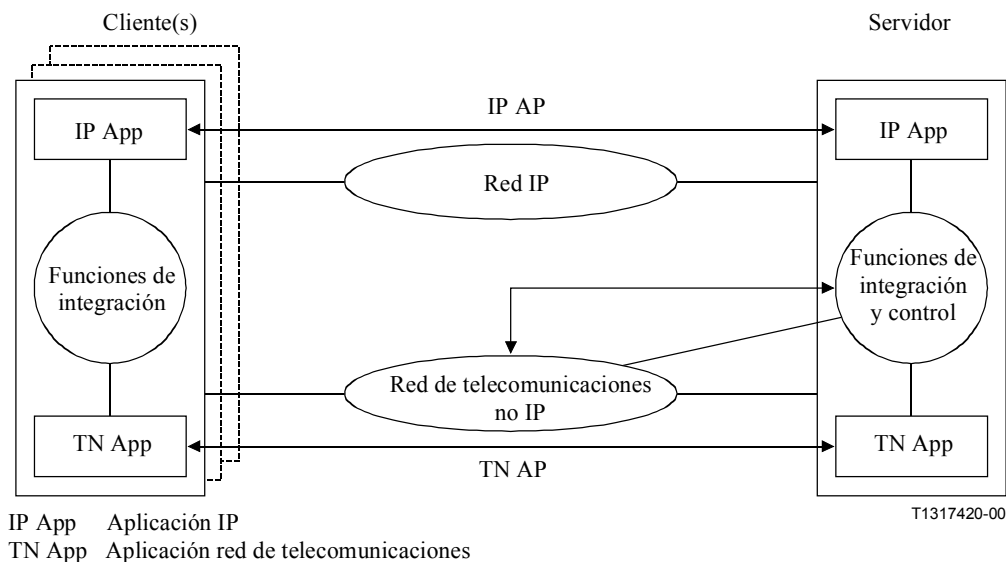 Cliente(s)
Servidor
IP App
IP AP
IP App
Red IP
Funciones de
integración
Funciones de
integración
y control
Red de telecomunicaciones
no IP
TN App
TN AP
TN App
T1317420-00
IP App Aplicación IP
TN App Aplicación red de telecomunicaciones